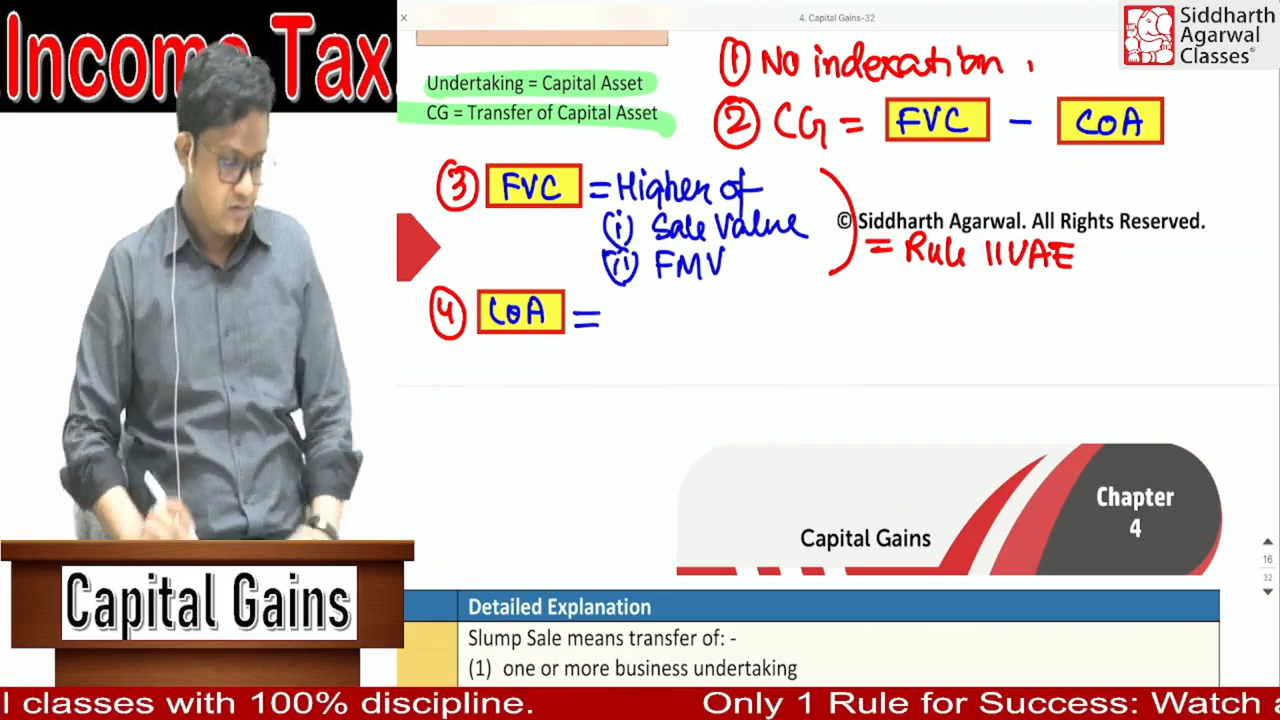 Income Tax
4. Capital Gains-32
Siddharth
Agarwal
Classes
Undertaking = Capital Asset
CG = Transfer of Capital Asset
① No indexation.
② CG = FVC - COA
③ FVC = Higher of
(i) Sale Value
(ii) FMV
= Rule 11UAE
© Siddharth Agarwal. All Rights Reserved.
④ COA =
Chapter
4
Capital Gains
16
32
Detailed Explanation
Slump Sale means transfer of: -
(1) one or more business undertaking
Capital Gains
l classes with 100% discipline.
Only 1 Rule for Success: Watch a